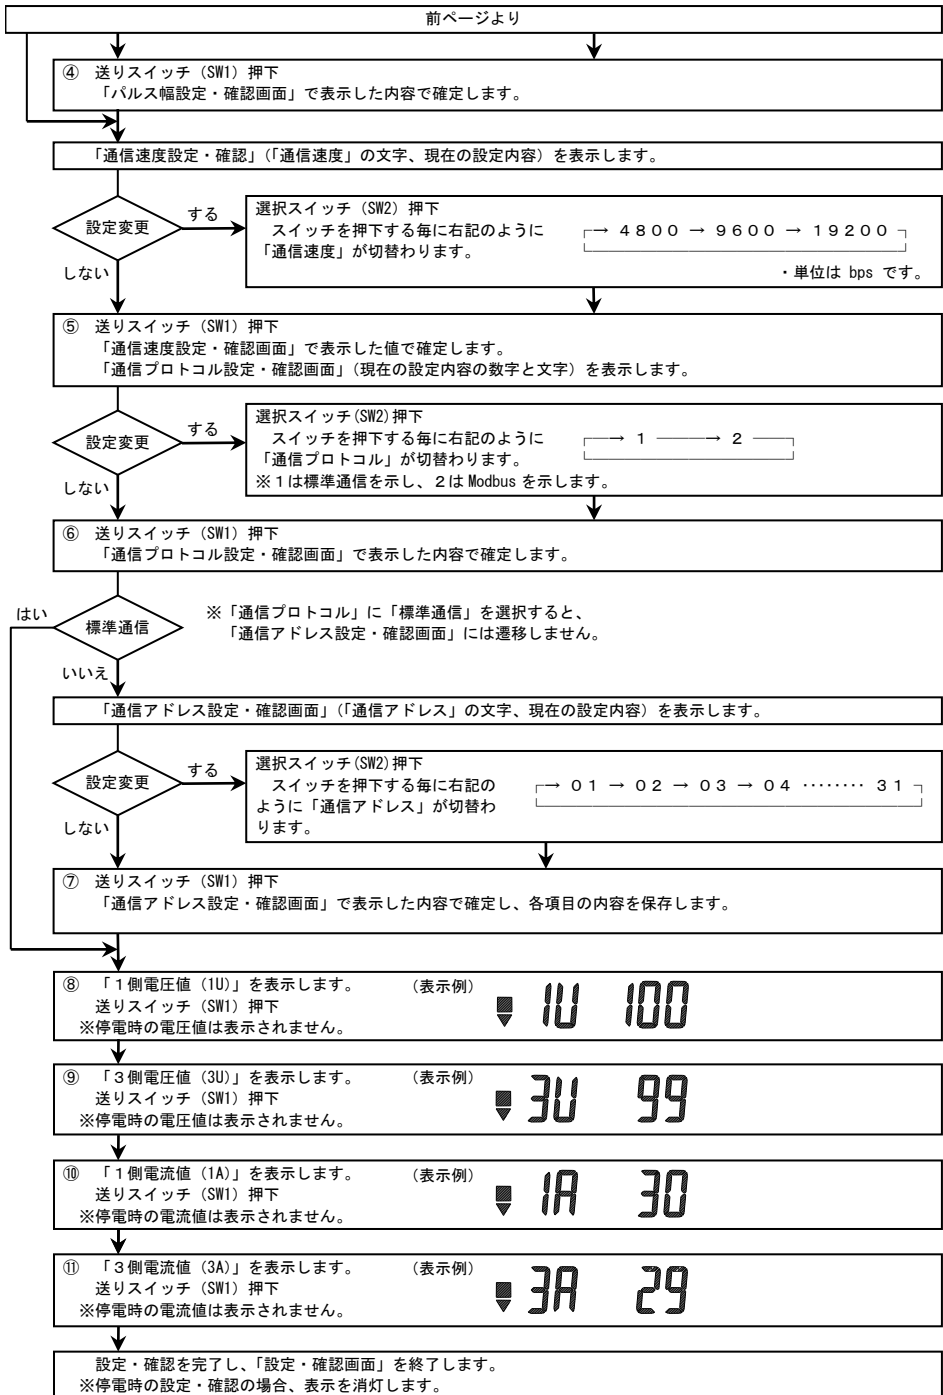 前ページより
④　送りスイッチ（SW1）押下
「パルス幅設定・確認画面」で表示した内容で確定します。
「通信速度設定・確認」（「通信速度」の文字、現在の設定内容）を表示します。
設定変更
する
しない
選択スイッチ（SW2）押下
スイッチを押下する毎に右記のように
「通信速度」が切替わります。
→ 4800 → 9600 → 19200
・単位は bps です。
⑤　送りスイッチ（SW1）押下
「通信速度設定・確認画面」で表示した値で確定します。
「通信プロトコル設定・確認画面」（現在の設定内容の数字と文字）を表示します。
設定変更
する
しない
選択スイッチ(SW2)押下
スイッチを押下する毎に右記のように
「通信プロトコル」が切替わります。
※１は標準通信を示し、２は Modbus を示します。
→ 1 → 2
⑥　送りスイッチ（SW1）押下
「通信プロトコル設定・確認画面」で表示した内容で確定します。
はい
標準通信
いいえ
※「通信プロトコル」に「標準通信」を選択すると、
「通信アドレス設定・確認画面」には遷移しません。
「通信アドレス設定・確認画面」（「通信アドレス」の文字、現在の設定内容）を表示します。
設定変更
する
しない
選択スイッチ(SW2)押下
スイッチを押下する毎に右記の
ように「通信アドレス」が切替わ
ります。
→ 01 → 02 → 03 → 04 ‥‥‥‥ 31
⑦　送りスイッチ（SW1）押下
「通信アドレス設定・確認画面」で表示した内容で確定し、各項目の内容を保存します。
⑧　「１側電圧値（1U）」を表示します。　（表示例）　1U　100
送りスイッチ（SW1）押下
※停電時の電圧値は表示されません。
⑨　「３側電圧値（3U）」を表示します。　（表示例）　3U　99
送りスイッチ（SW1）押下
※停電時の電圧値は表示されません。
⑩　「１側電流値（1A）」を表示します。　（表示例）　1A　30
送りスイッチ（SW1）押下
※停電時の電流値は表示されません。
⑪　「３側電流値（3A）」を表示します。　（表示例）　3A　29
送りスイッチ（SW1）押下
※停電時の電流値は表示されません。
設定・確認を完了し、「設定・確認画面」を終了します。
※停電時の設定・確認の場合、表示を消灯します。